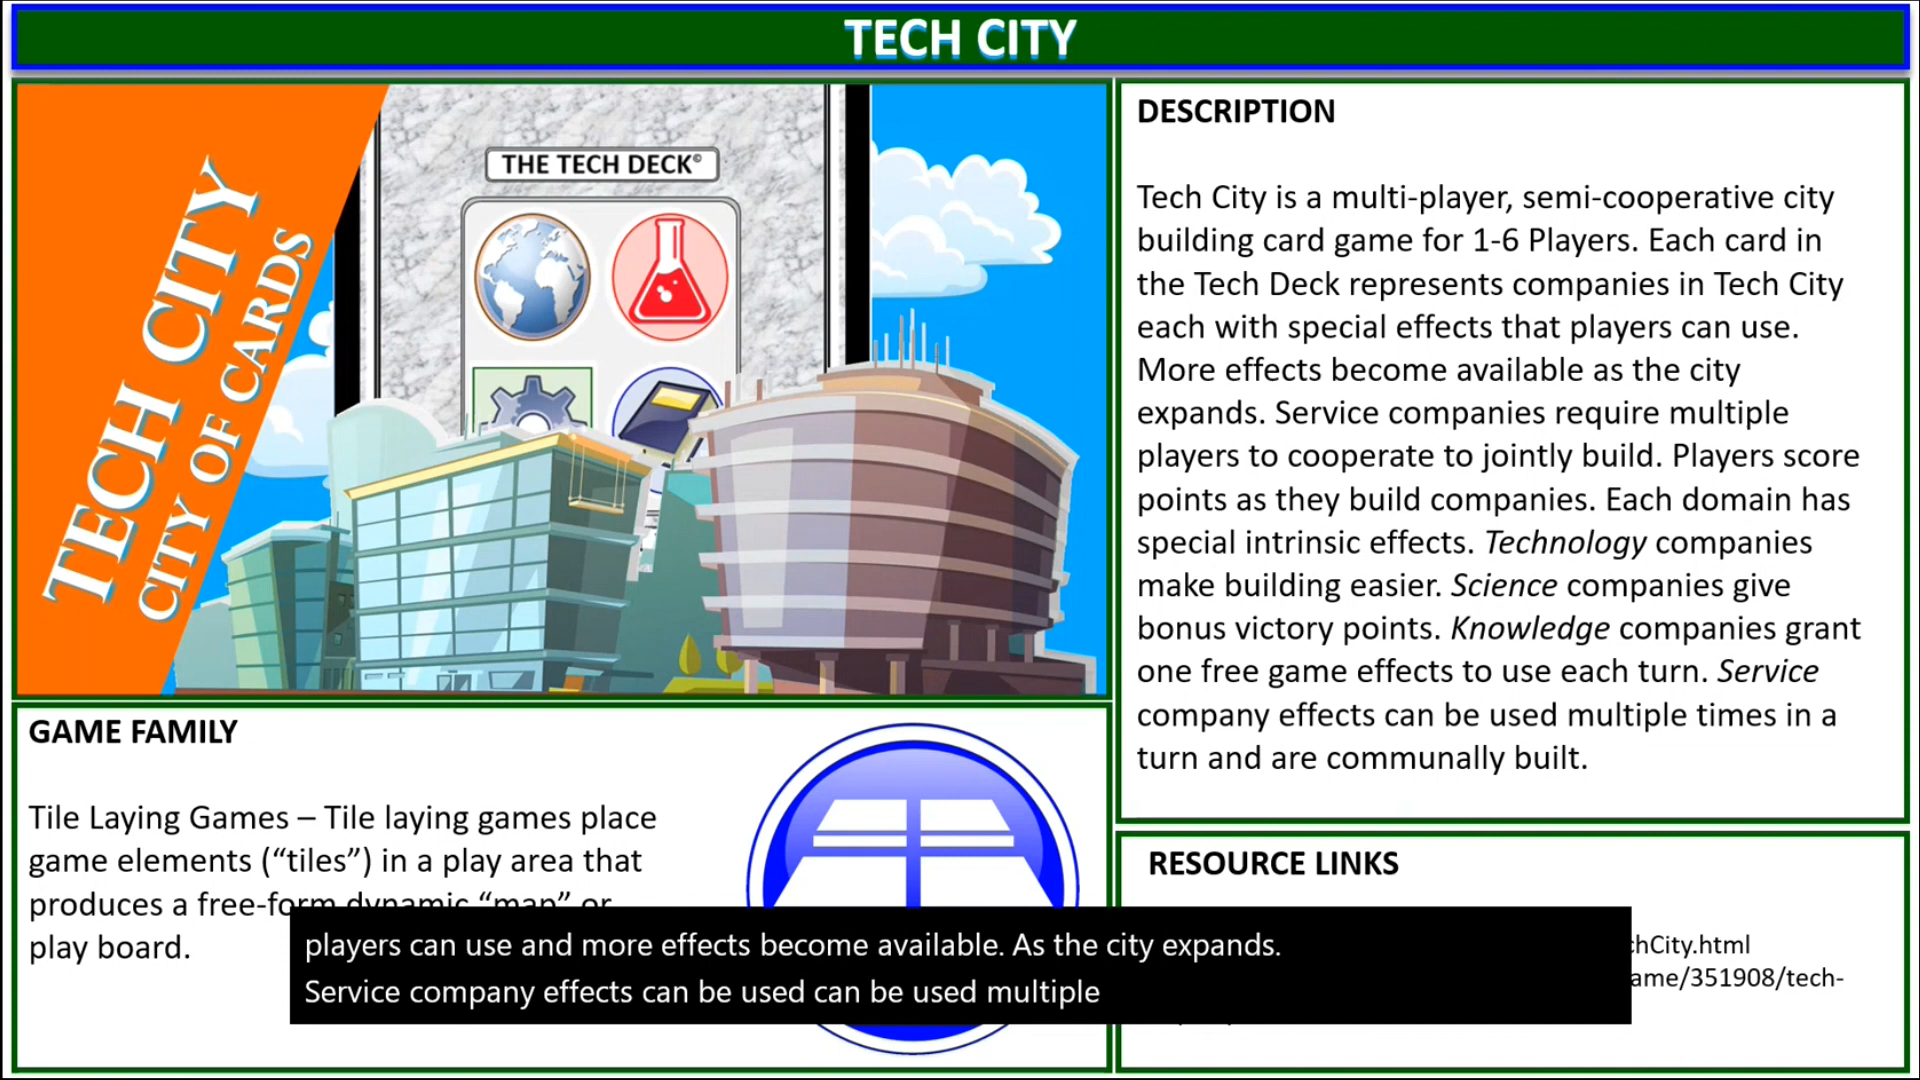 TECH CITY
TECH CITY
CITY OF CARDS
THE TECH DECK©
DESCRIPTION
Tech City is a multi-player, semi-cooperative city
building card game for 1-6 Players. Each card in
the Tech Deck represents companies in Tech City
each with special effects that players can use.
More effects become available as the city
expands. Service companies require multiple
players to cooperate to jointly build. Players score
points as they build companies. Each domain has
special intrinsic effects. Technology companies
make building easier. Science companies give
bonus victory points. Knowledge companies grant
one free game effects to use each turn. Service
company effects can be used multiple times in a
turn and are communally built.
GAME FAMILY
Tile Laying Games – Tile laying games place
game elements (“tiles”) in a play area that
produces a free-form dynamic “map” or
play board.
RESOURCE LINKS
chCity.html
ame/351908/tech-
players can use and more effects become available. As the city expands.
Service company effects can be used can be used multiple